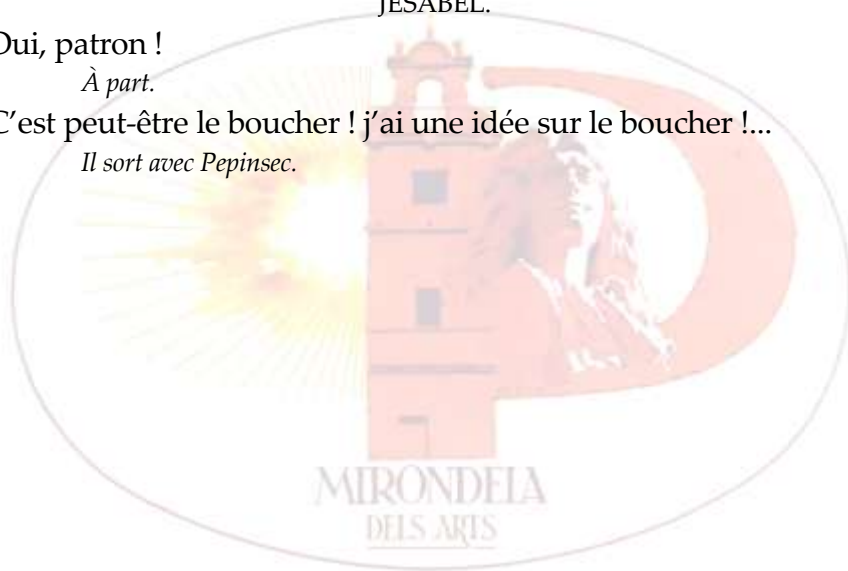 JESABEL.
Oui, patron !
À part.
C’est peut-être le boucher ! j’ai une idée sur le boucher !...
Il sort avec Pepinsec.
MIRONDELA
DELS ARTS